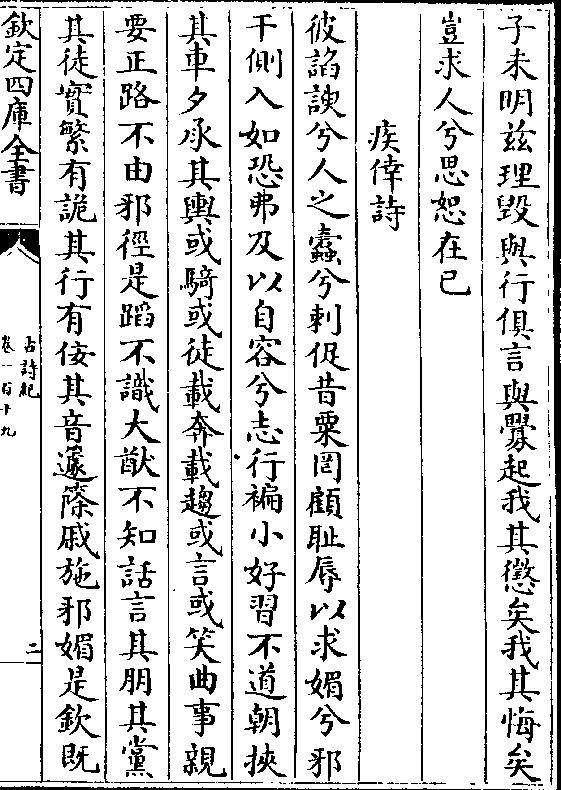 子未明兹理毁與行俱言與釁起我其懲矣我其悔矣
豈求人兮思恕在己
疾倖詩
彼諂諛兮人之蠧兮刺促昔粟罔顧耻辱以求媚兮邪
干側入如恐弗及以自容兮志行褊小好習不道朝挾
其車夕承其輿或騎或徒載奔載趨或言或笑曲事親
要正路不由邪徑是蹈不識大猷不知話言其朋其黨
其徒實繁有詭其行有佞其音籧篨戚施邪媚是欽既
欽定四庫全書
古詩紀
卷一百十九
二